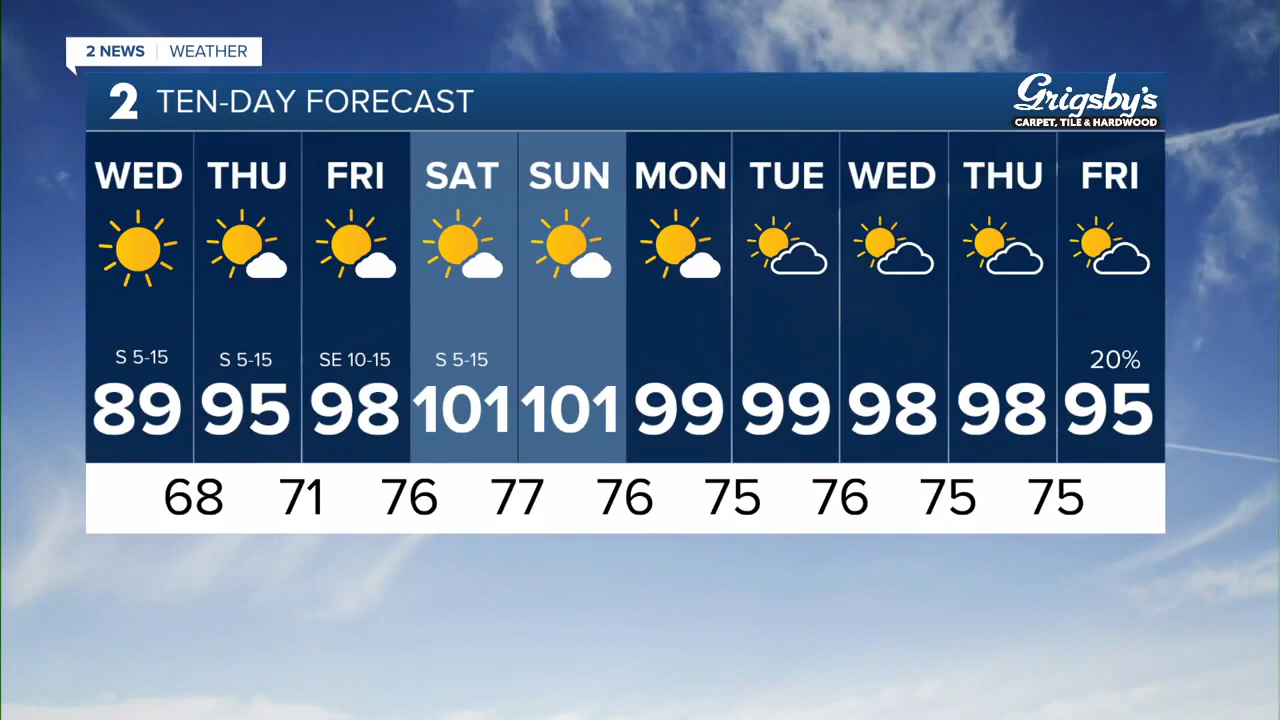 2 NEWS | WEATHER
2 TEN-DAY FORECAST
Grigsby's
CARPET, TILE & HARDWOOD
WED THU FRI SAT SUN MON TUE WED THU FRI
S 5-15 S 5-15 SE 10-15 S 5-15 20%
89 95 98 101 101 99 99 98 98 95
68 71 76 77 76 75 76 75 75